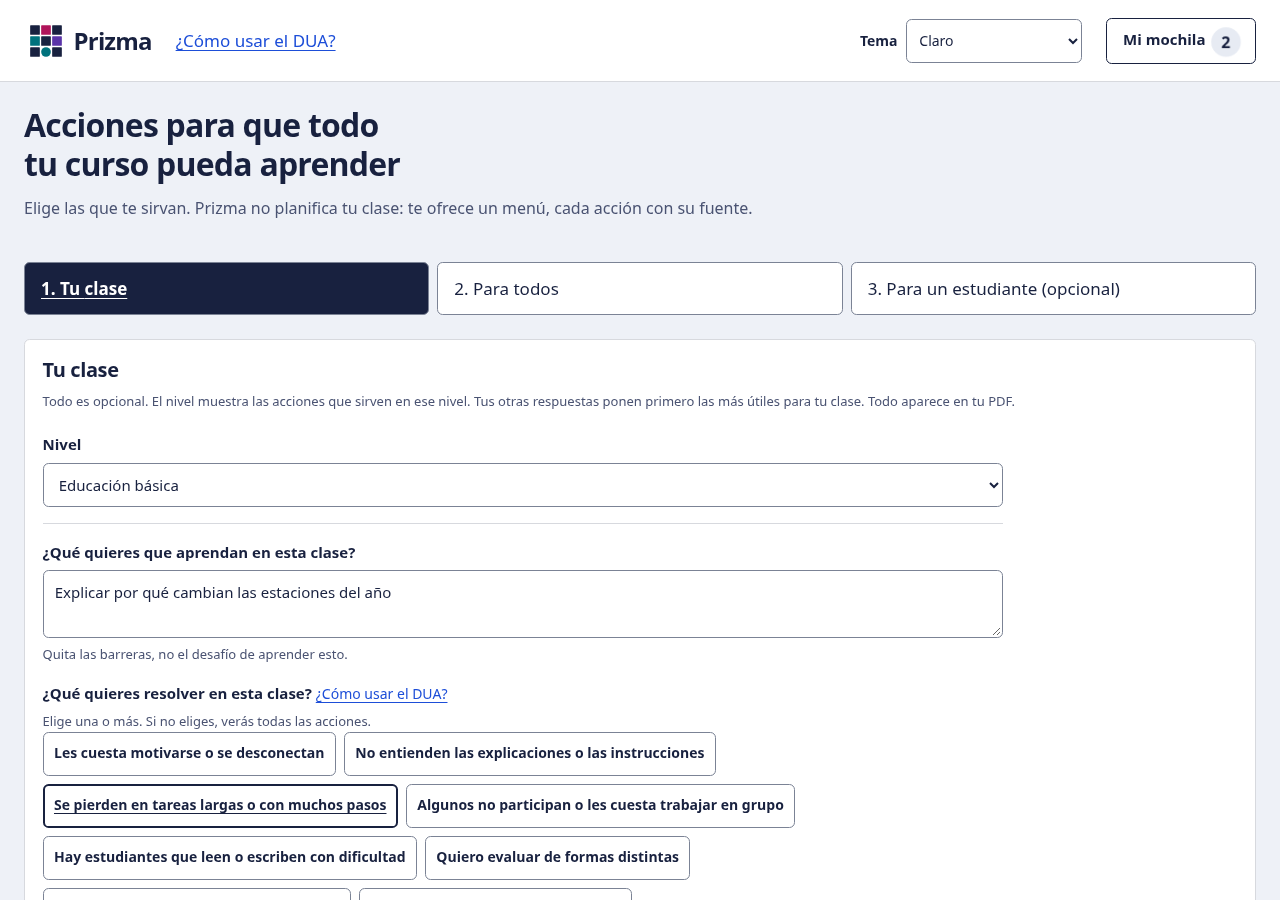 Prizma
¿Cómo usar el DUA?
Tema
Claro
Mi mochila 2
Acciones para que todo
tu curso pueda aprender
Elige las que te sirvan. Prizma no planifica tu clase: te ofrece un menú, cada acción con su fuente.
1. Tu clase
2. Para todos
3. Para un estudiante (opcional)
Tu clase
Todo es opcional. El nivel muestra las acciones que sirven en ese nivel. Tus otras respuestas ponen primero las más útiles para tu clase. Todo aparece en tu PDF.
Nivel
Educación básica
¿Qué quieres que aprendan en esta clase?
Explicar por qué cambian las estaciones del año
Quita las barreras, no el desafío de aprender esto.
¿Qué quieres resolver en esta clase? ¿Cómo usar el DUA?
Elige una o más. Si no eliges, verás todas las acciones.
Les cuesta motivarse o se desconectan
No entienden las explicaciones o las instrucciones
Se pierden en tareas largas o con muchos pasos
Algunos no participan o les cuesta trabajar en grupo
Hay estudiantes que leen o escriben con dificultad
Quiero evaluar de formas distintas